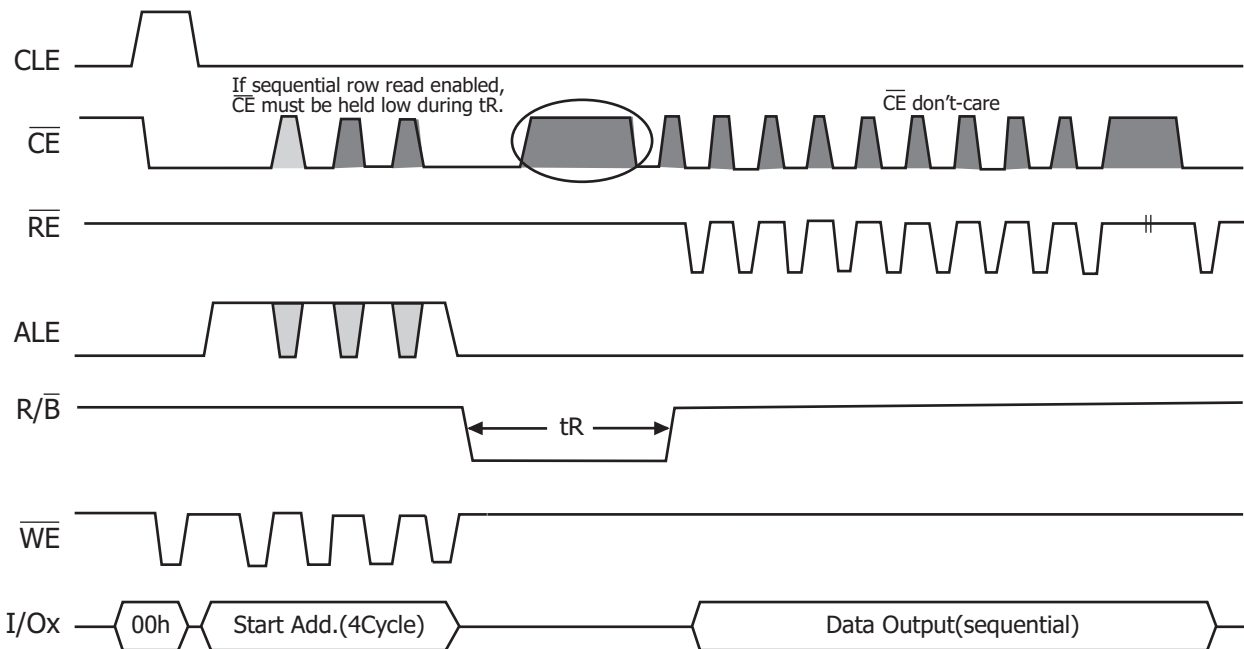 CLE
If sequential row read enabled,
CE must be held low during tR.
CE don't-care
CE
RE
ALE
R/B
tR
WE
I/Ox
00h
Start Add.(4Cycle)
Data Output(sequential)